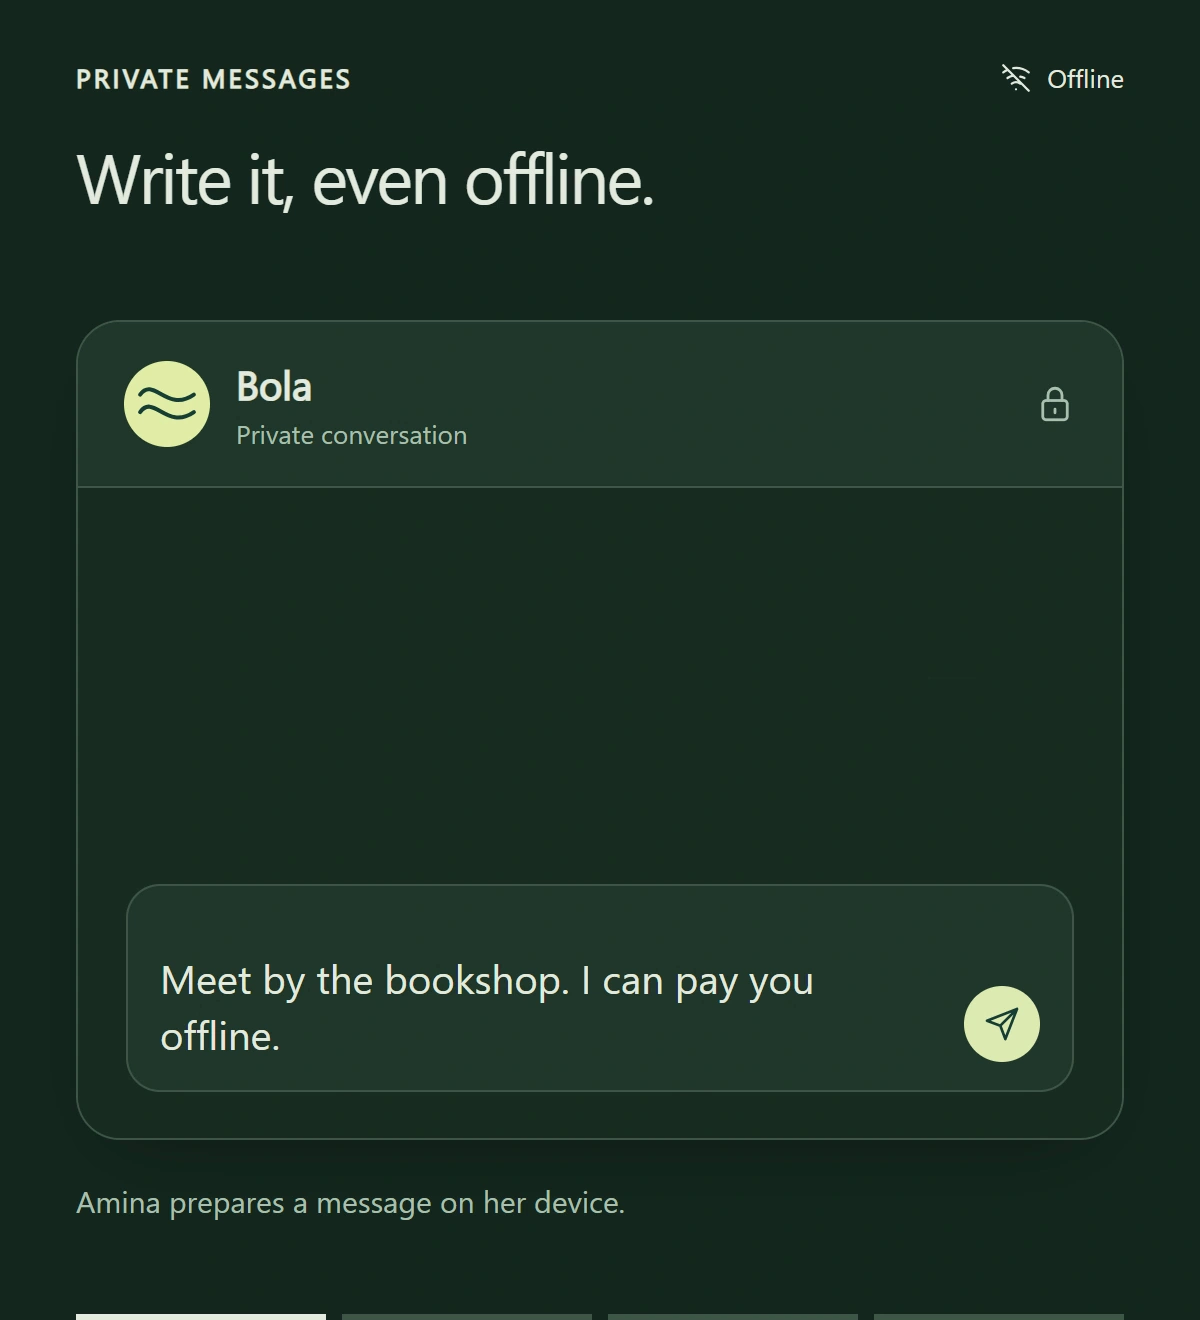 PRIVATE MESSAGES
Offline
Write it, even offline.
Bola
Private conversation
Meet by the bookshop. I can pay you
offline.
Amina prepares a message on her device.